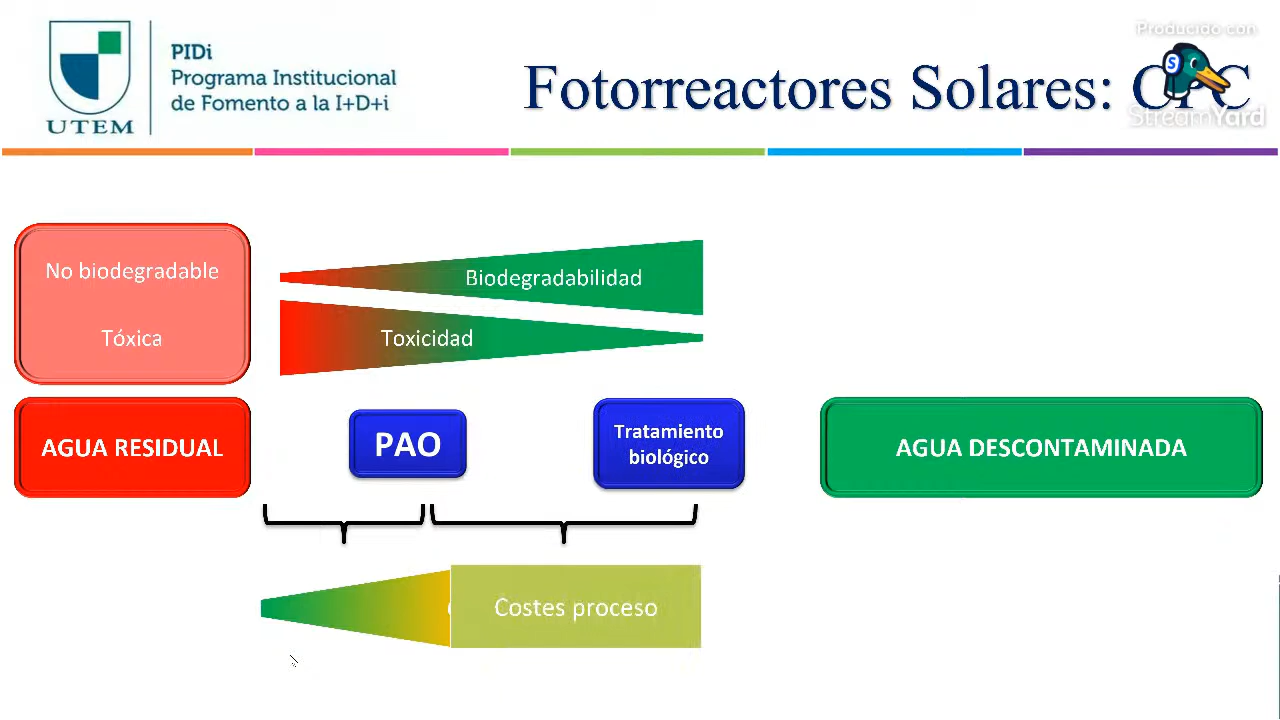 UTEM
PIDi
Programa Institucional
de Fomento a la I+D+i
Fotorreactores Solares: CPC
Producido con
S
StreamYard
No biodegradable
Tóxica
Biodegradabilidad
Toxicidad
AGUA RESIDUAL
PAO
Tratamiento
biológico
AGUA DESCONTAMINADA
Costes proceso